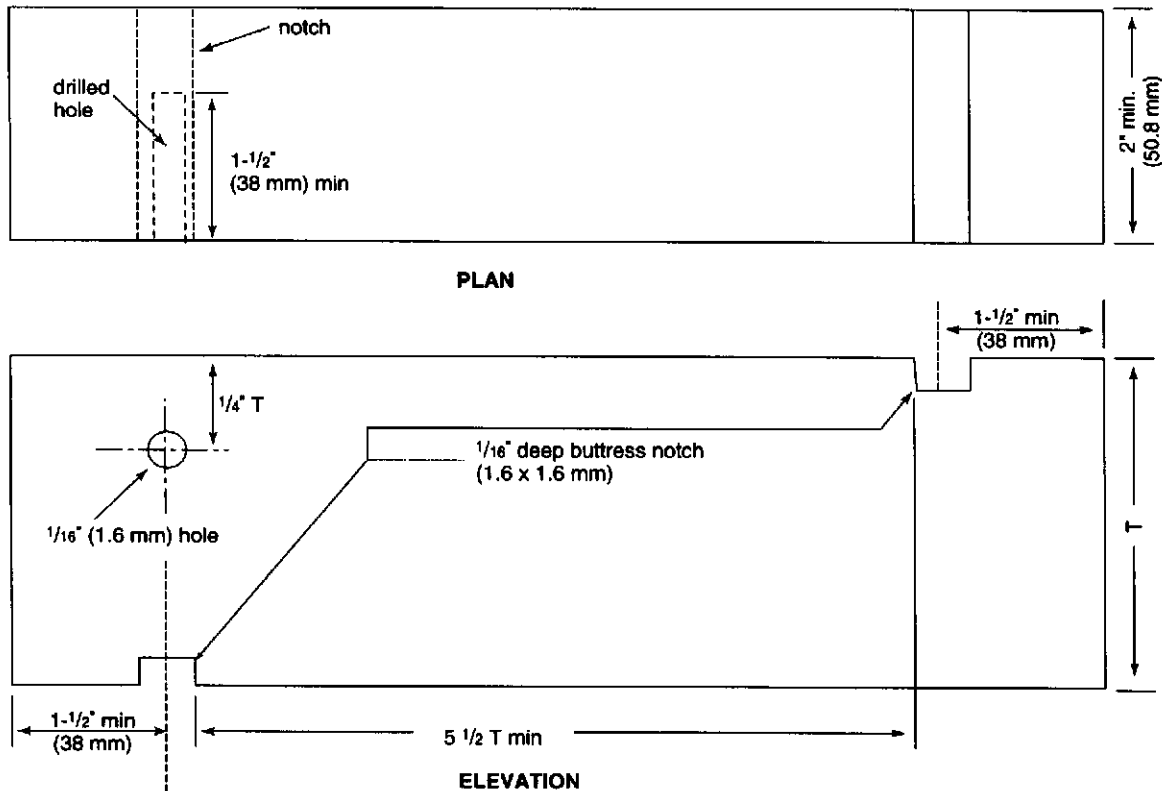 notch
drilled
hole
1-1/2"
(38 mm) min
2" min.
(50.8 mm)
PLAN
1-1/2" min
(38 mm)
1/4" T
1/16" deep buttress notch
(1.6 x 1.6 mm)
1/16" (1.6 mm) hole
T
1-1/2" min
(38 mm)
5 1/2 T min
ELEVATION